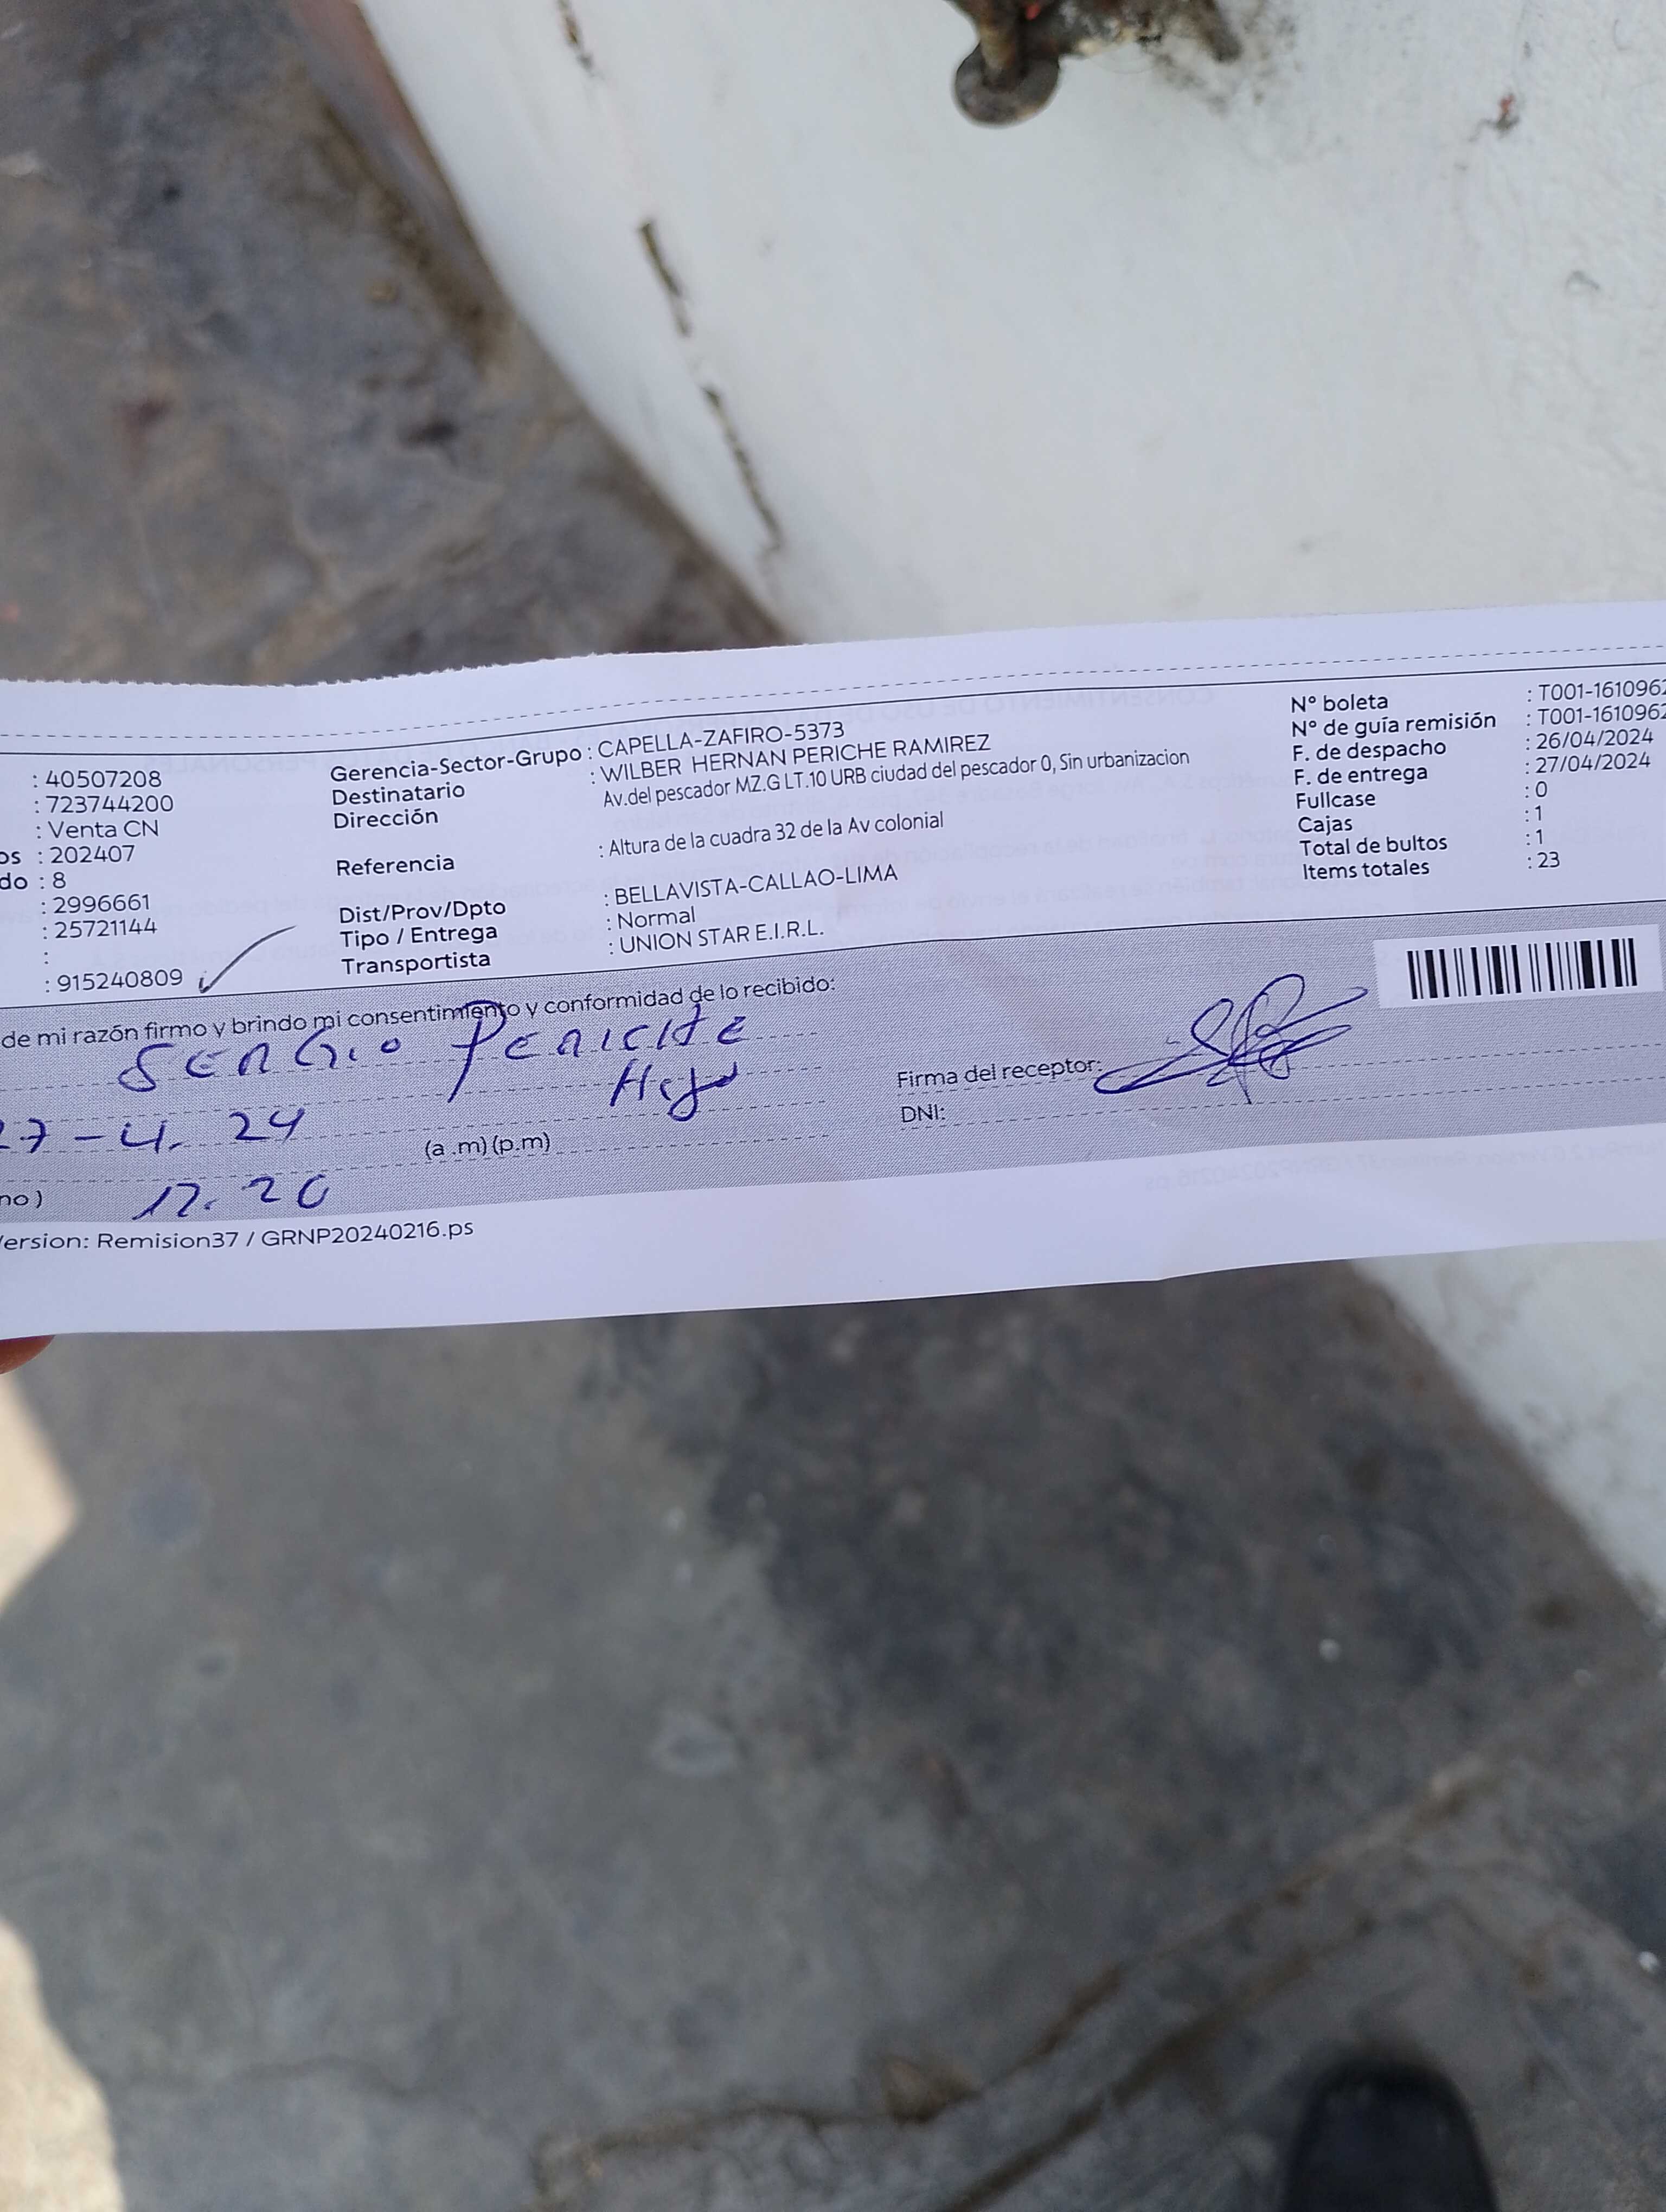 : 40507208
: 723744200
: Venta CN
os : 202407
do : 8
: 2996661
: 25721144
:
: 915240809
Gerencia-Sector-Grupo : CAPELLA-ZAFIRO-5373
Destinatario : WILBER HERNAN PERICHE RAMIREZ
Dirección Av.del pescador MZ.G LT.10 URB ciudad del pescador 0, Sin urbanizacion
Referencia : Altura de la cuadra 32 de la Av colonial
Dist/Prov/Dpto : BELLAVISTA-CALLAO-LIMA
Tipo / Entrega : Normal
Transportista : UNION STAR E.I.R.L.
N° boleta : T001-1610962
N° de guía remisión : T001-1610962
F. de despacho : 26/04/2024
F. de entrega : 27/04/2024
Fullcase : 0
Cajas : 1
Total de bultos : 1
Items totales : 23
de mi razón firmo y brindo mi consentimiento y conformidad de lo recibido:
SERGIO PERICHE
27-4. 24
(a .m) (p.m)
no)
Firma del receptor:
DNI:
Version: Remision37 / GRNP20240216.ps